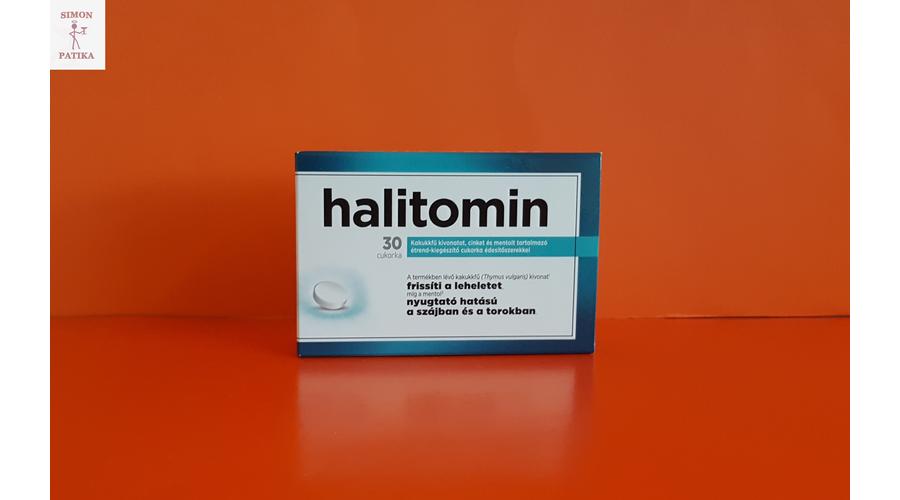 SIMON
PATIKA
halitomin
30
cukorka
Kakukkfű kivonatot, cinket és mentolt tartalmazó
étrend-kiegészítő cukorka édesítőszerekkel
A termékben lévő kakukkfű (Thymus vulgaris) kivonat¹
frissíti a leheletet,
míg a mentol²
nyugtató hatású
a szájban és a torokban.